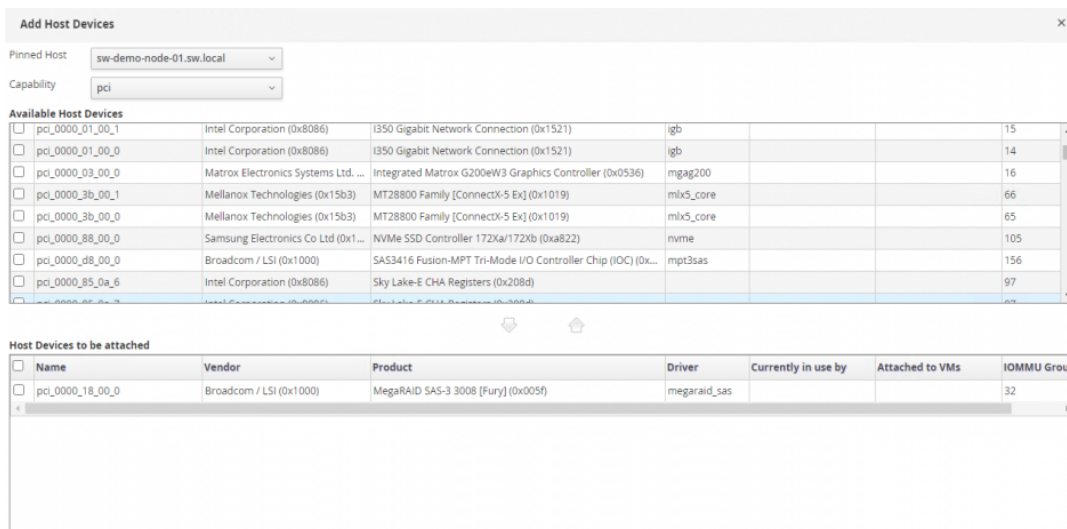 Add Host Devices ×
Pinned Host sw-demo-node-01.sw.local
Capability pci
Available Host Devices
pci_0000_01_00_1 Intel Corporation (0x8086) I350 Gigabit Network Connection (0x1521) igb 15
pci_0000_01_00_0 Intel Corporation (0x8086) I350 Gigabit Network Connection (0x1521) igb 14
pci_0000_03_00_0 Matrox Electronics Systems Ltd. ... Integrated Matrox G200eW3 Graphics Controller (0x0536) mgag200 16
pci_0000_3b_00_1 Mellanox Technologies (0x15b3) MT28800 Family [ConnectX-5 Ex] (0x1019) mlx5_core 66
pci_0000_3b_00_0 Mellanox Technologies (0x15b3) MT28800 Family [ConnectX-5 Ex] (0x1019) mlx5_core 65
pci_0000_88_00_0 Samsung Electronics Co Ltd (0x1... NVMe SSD Controller 172Xa/172Xb (0xa822) nvme 105
pci_0000_d8_00_0 Broadcom / LSI (0x1000) SAS3416 Fusion-MPT Tri-Mode I/O Controller Chip (IOC) (0x... mpt3sas 156
pci_0000_85_0a_6 Intel Corporation (0x8086) Sky Lake-E CHA Registers (0x208d) 97
Host Devices to be attached
Name Vendor Product Driver Currently in use by Attached to VMs IOMMU Grou
pci_0000_18_00_0 Broadcom / LSI (0x1000) MegaRAID SAS-3 3008 [Fury] (0x005f) megaraid_sas 32